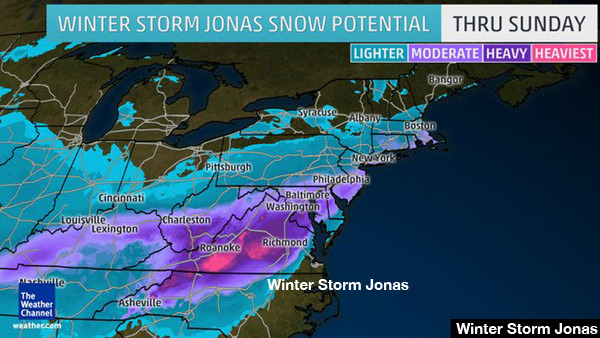 WINTER STORM JONAS SNOW POTENTIAL THRU SUNDAY
LIGHTER MODERATE HEAVY HEAVIEST
Bangor
Syracuse
Albany
Boston
New York
Pittsburgh
Philadelphia
Cincinnati
Baltimore
Washington
Louisville
Lexington
Charleston
Roanoke
Richmond
Nashville
Winter Storm Jonas
Asheville
The
Weather
Channel
weather.com
Winter Storm Jonas